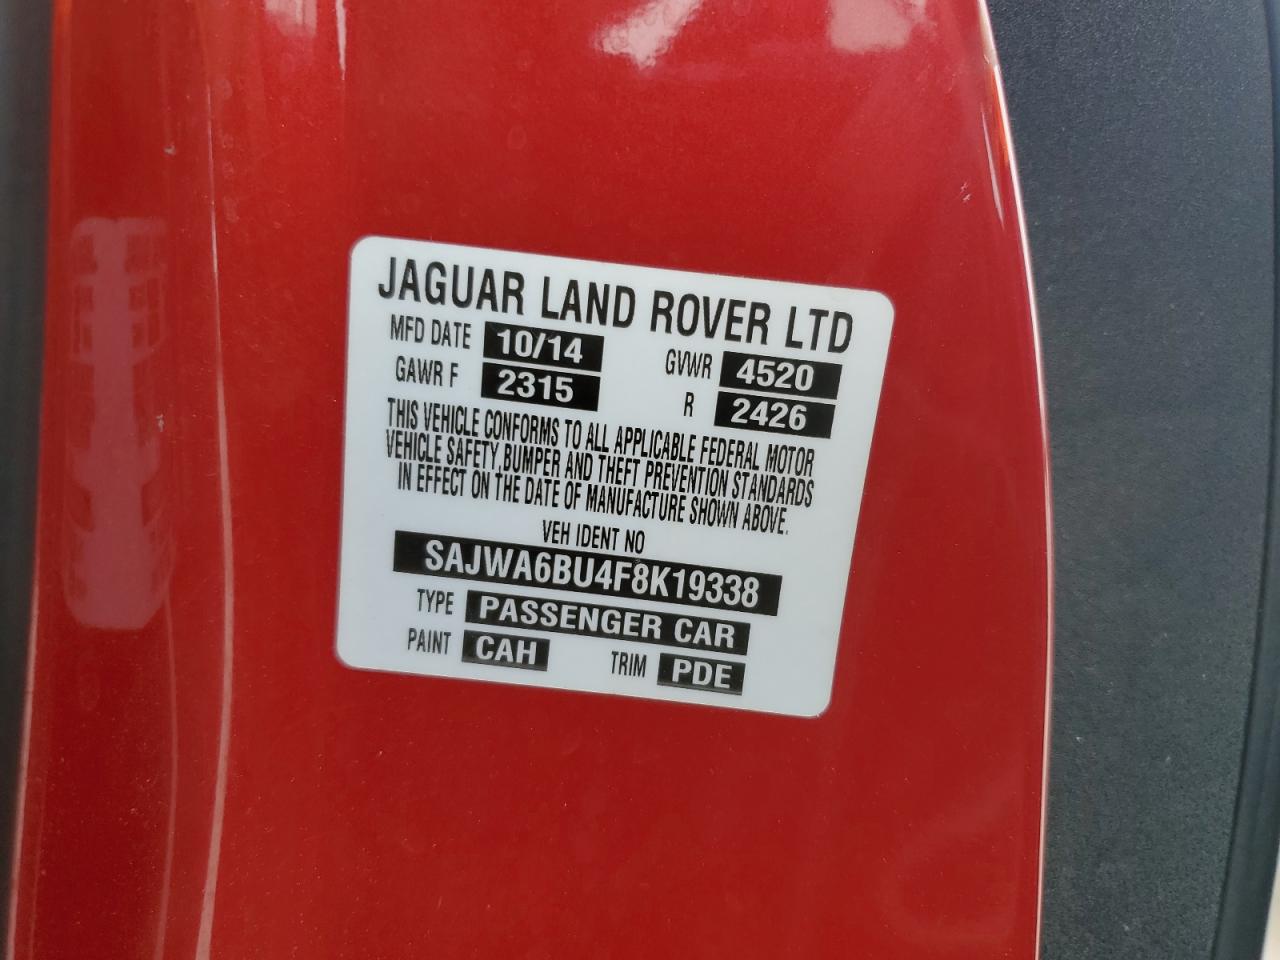 JAGUAR LAND ROVER LTD
MFD DATE 10/14 GVWR 4520
GAWR F 2315 R 2426
THIS VEHICLE CONFORMS TO ALL APPLICABLE FEDERAL MOTOR
VEHICLE SAFETY, BUMPER AND THEFT PREVENTION STANDARDS
IN EFFECT ON THE DATE OF MANUFACTURE SHOWN ABOVE.
VEH IDENT NO
SAJWA6BU4F8K19338
TYPE PASSENGER CAR
PAINT CAH TRIM PDE